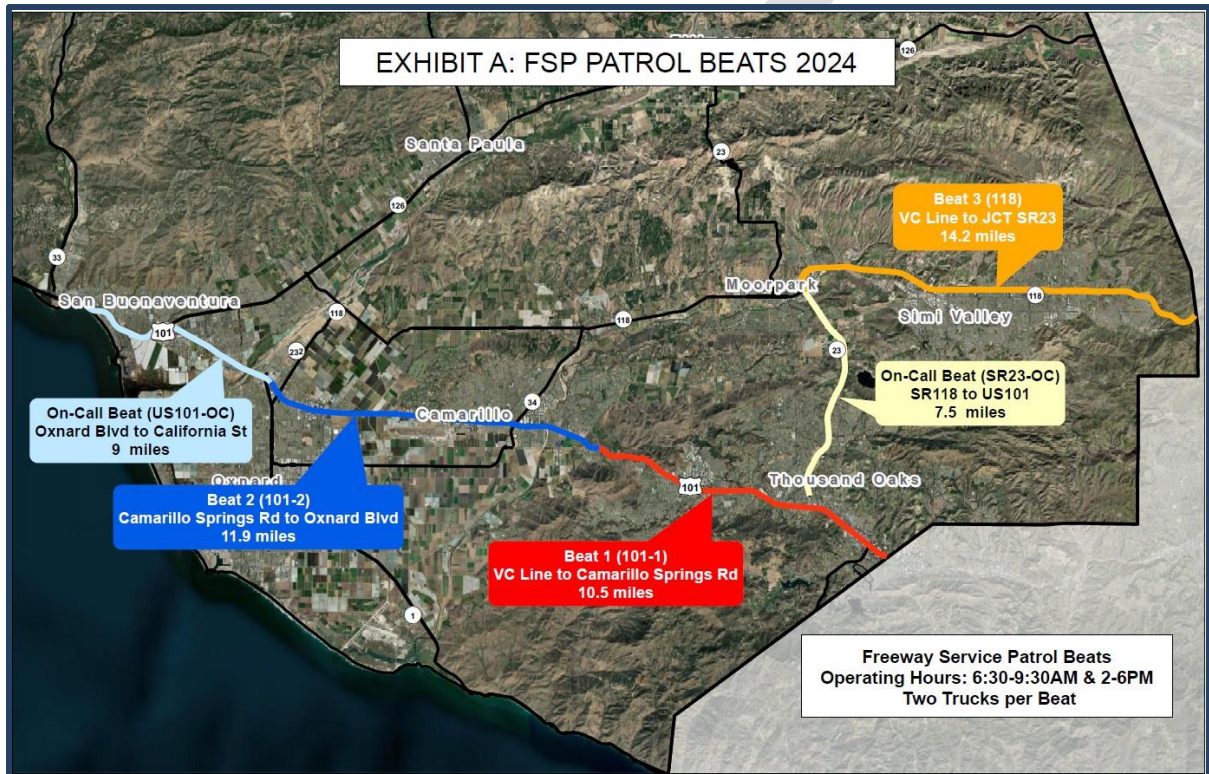 EXHIBIT A: FSP PATROL BEATS 2024
126
Santa Paula
23
126
Beat 3 (118)
VC Line to JCT SR23
14.2 miles
33
San Buenaventura
101
118
Moorpark
118
Simi Valley
118
232
23
On-Call Beat (SR23-OC)
SR118 to US101
7.5 miles
On-Call Beat (US101-OC)
Oxnard Blvd to California St
9 miles
Camarillo
34
Oxnard
Thousand Oaks
101
Beat 2 (101-2)
Camarillo Springs Rd to Oxnard Blvd
11.9 miles
Beat 1 (101-1)
VC Line to Camarillo Springs Rd
10.5 miles
1
Freeway Service Patrol Beats
Operating Hours: 6:30-9:30AM & 2-6PM
Two Trucks per Beat